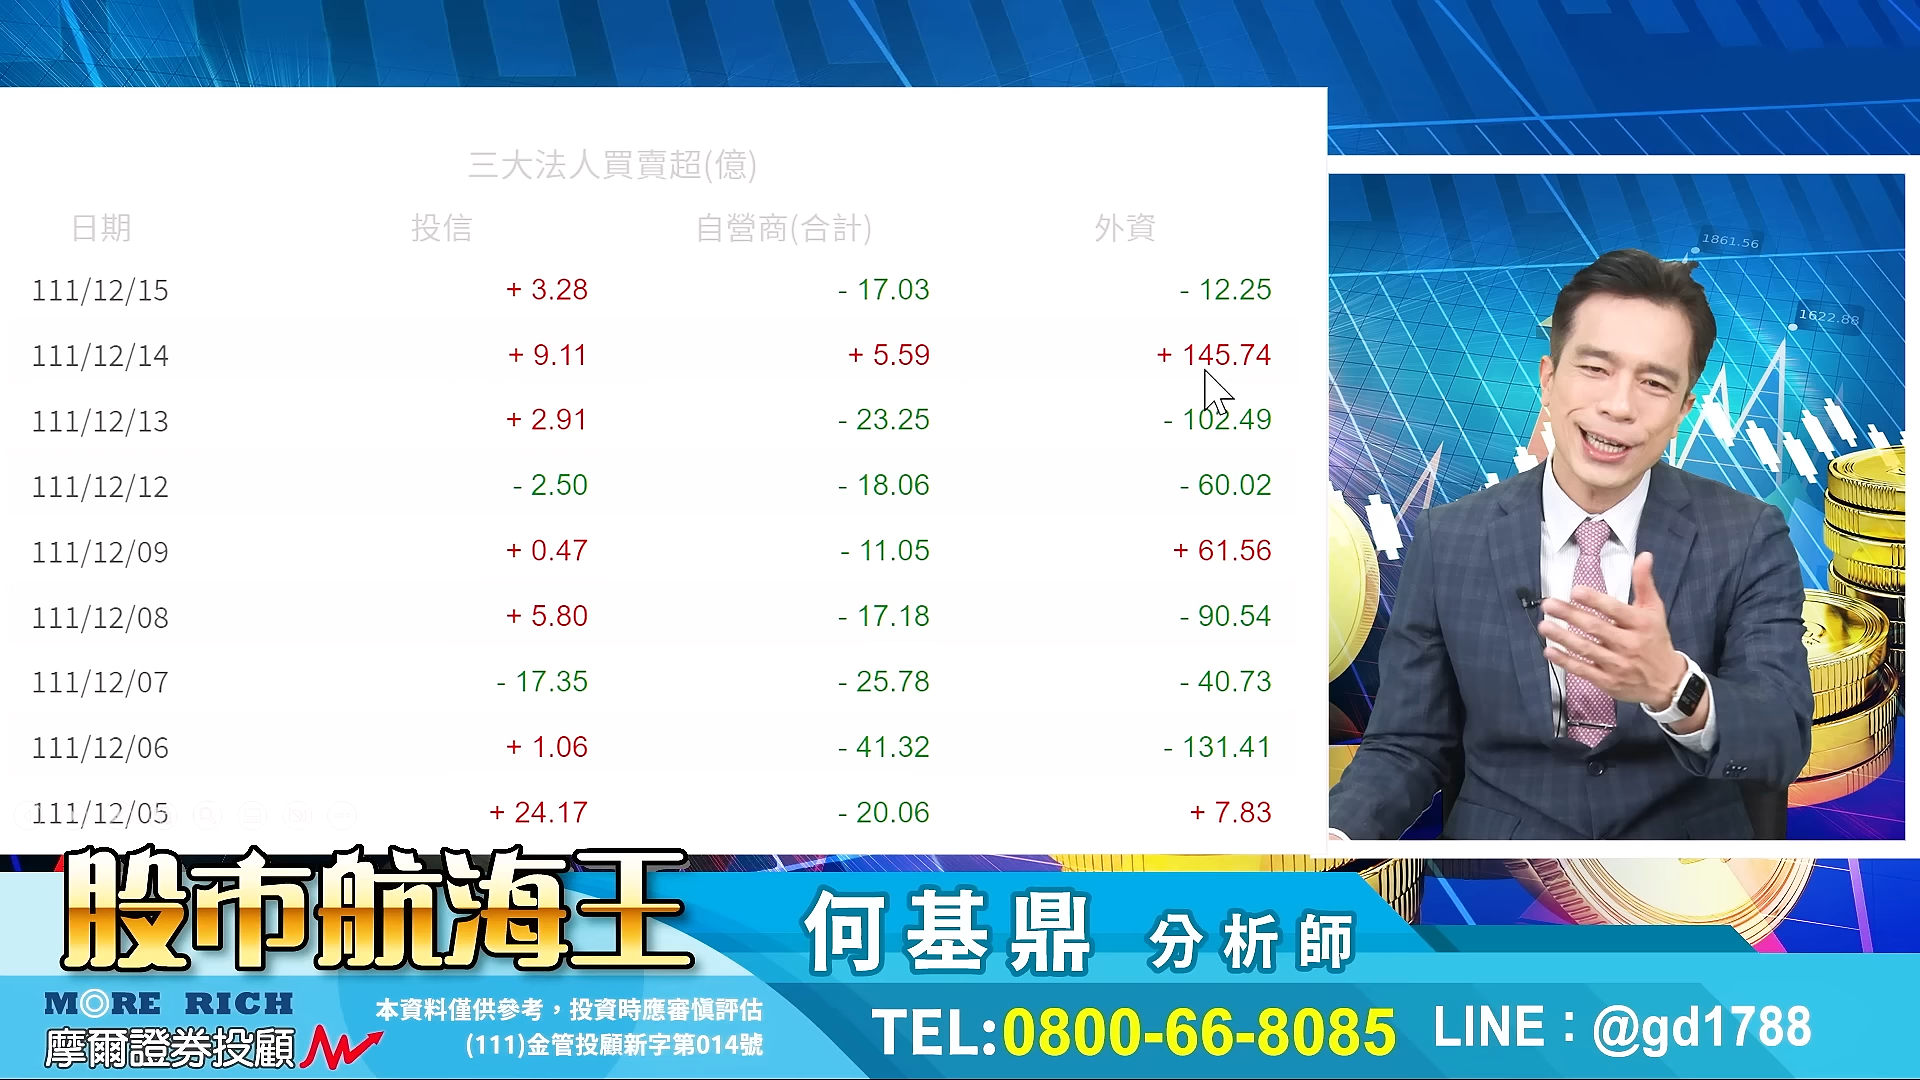 三大法人買賣超(億)
日期 投信 自營商(合計) 外資
111/12/15 + 3.28 - 17.03 - 12.25
111/12/14 + 9.11 + 5.59 + 145.74
111/12/13 + 2.91 - 23.25 - 102.49
111/12/12 - 2.50 - 18.06 - 60.02
111/12/09 + 0.47 - 11.05 + 61.56
111/12/08 + 5.80 - 17.18 - 90.54
111/12/07 - 17.35 - 25.78 - 40.73
111/12/06 + 1.06 - 41.32 - 131.41
111/12/05 + 24.17 - 20.06 + 7.83
1861.56
1622.88
股市航海王
何基鼎 分析師
MORE RICH
摩爾證券投顧
本資料僅供參考，投資時應審慎評估
(111)金管投顧新字第014號
TEL:0800-66-8085
LINE：@gd1788